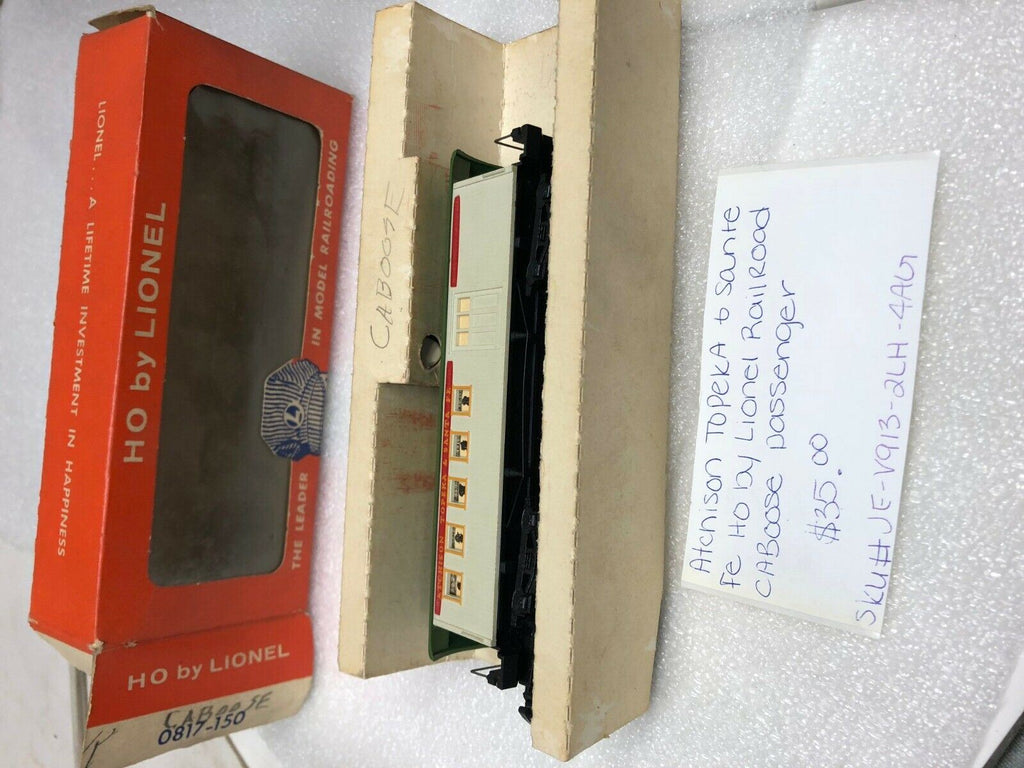 LIONEL.... A LIFETIME INVESTMENT IN HAPPINESS
HO by LIONEL
THE LEADER
IN MODEL RAILROADING
L
HO by LIONEL
CABOOSE
0817-150
CABOOSE
Atchison TOPEKA & Sante
Fe HO by Lionel Railroad
CABoose Passenger
$35.00
SKU#JE-V913-2LH-4AG1